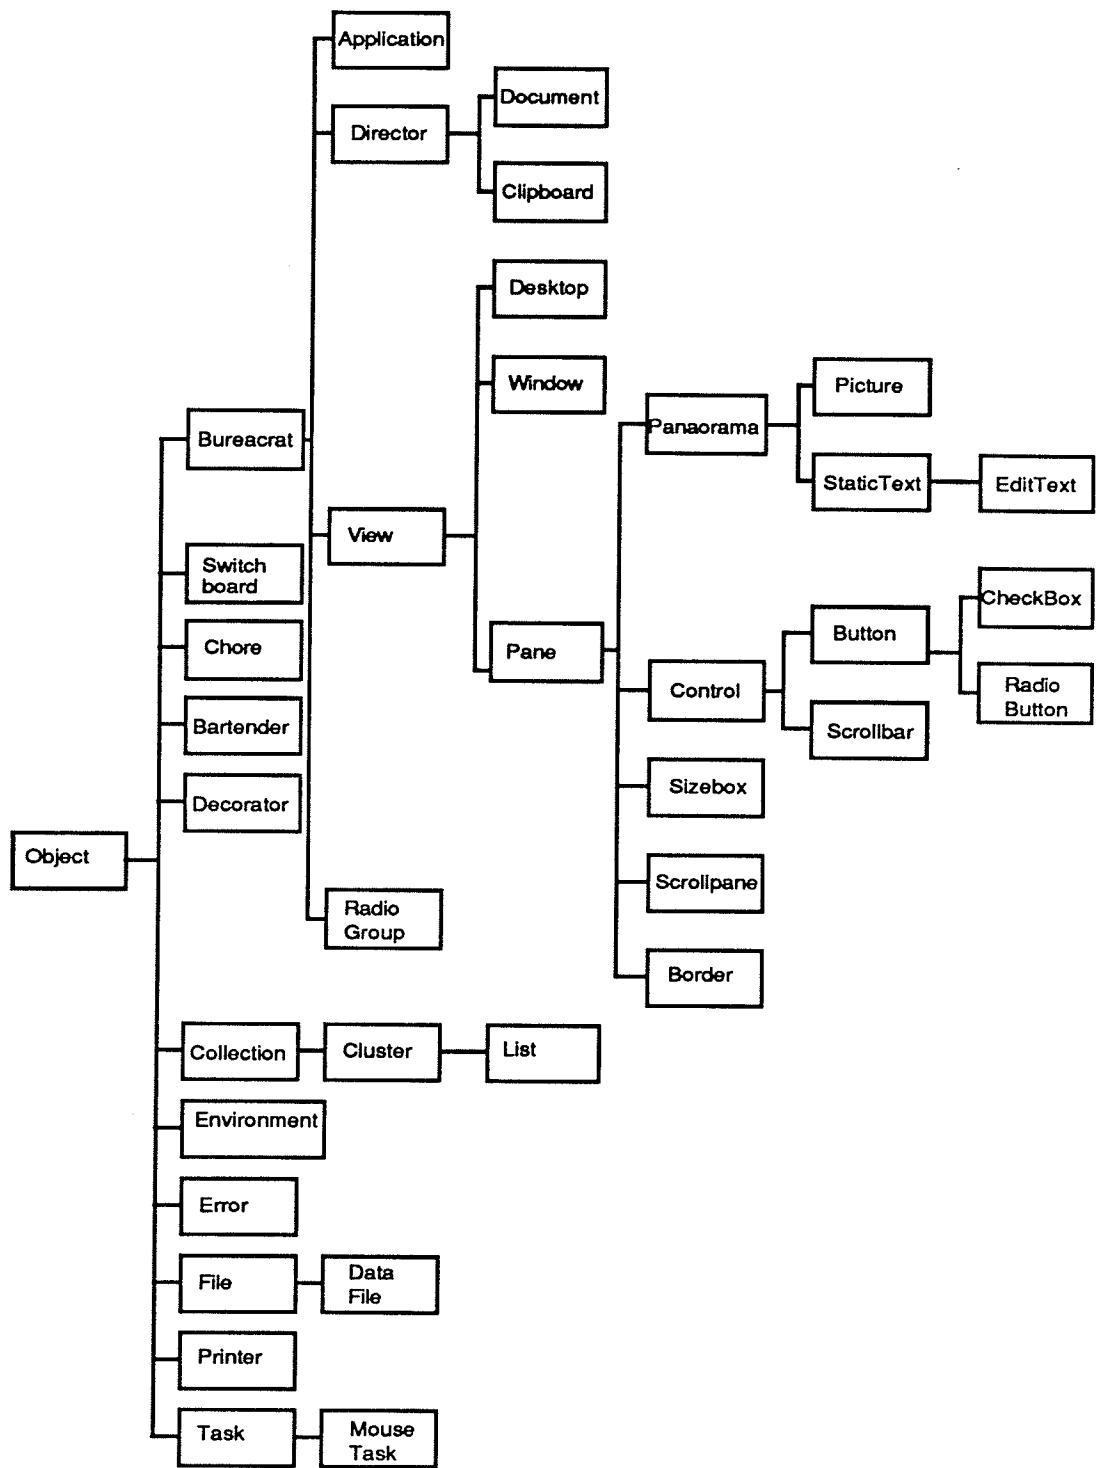 Application
Document
Director
Clipboard
Desktop
Window
Picture
Panaorama
Bureacrat
StaticText
EditText
View
Switch
board
CheckBox
Button
Chore
Pane
Control
Radio
Button
Bartender
Scrollbar
Sizebox
Decorator
Object
Scrollpane
Radio
Group
Border
Collection
Cluster
List
Environment
Error
File
Data
File
Printer
Task
Mouse
Task